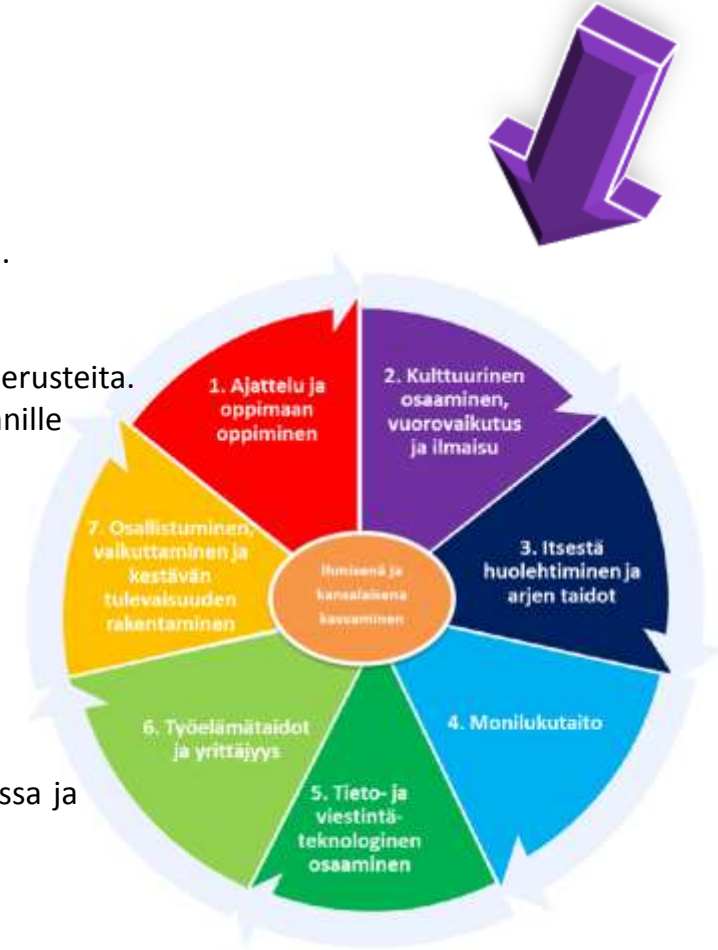 .
erusteita.
nille
ssa ja
1. Ajattelu ja
oppimaan
oppiminen
2. Kulttuurinen
osaaminen,
vuorovaikutus
ja ilmaisu
3. Itsestä
huolehtiminen ja
arjen taidot
4. Monilukutaito
5. Tieto- ja
viestintä-
teknologinen
osaaminen
6. Työelämätaidot
ja yrittäjyys
7. Osallistuminen,
vaikuttaminen ja
kestävän
tulevaisuuden
rakentaminen
Ihmisenä ja
kansalaisena
kasvaminen